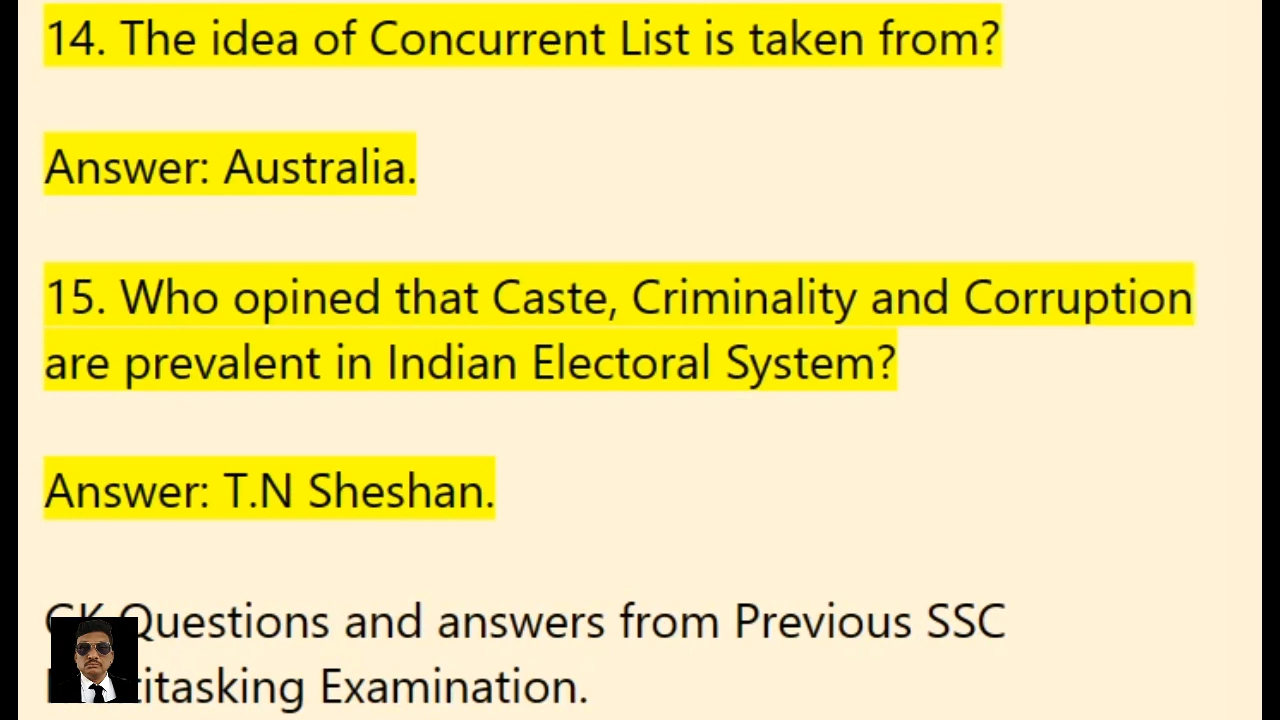 14. The idea of Concurrent List is taken from?
Answer: Australia.
15. Who opined that Caste, Criminality and Corruption
are prevalent in Indian Electoral System?
Answer: T.N Sheshan.
GK Questions and answers from Previous SSC
Examination.